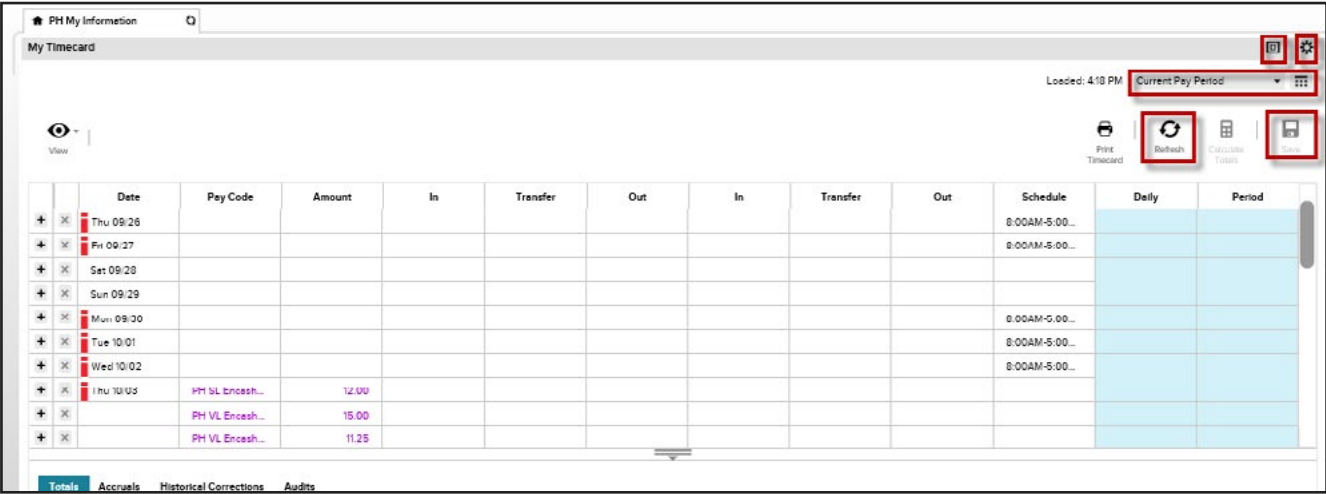 PH My Information
My Timecard
Loaded: 4:18 PM Current Pay Period
View
Print Timecard
Refresh
Calculate Totals
Save
Date Pay Code Amount In Transfer Out In Transfer Out Schedule Daily Period
Thu 09/26 8:00AM-5:00...
Fri 09/27 8:00AM-5:00...
Sat 09/28
Sun 09/29
Mon 09/30 8:00AM-5:00...
Tue 10/01 8:00AM-5:00...
Wed 10/02 8:00AM-5:00...
Thu 10/03 PH SL Encash... 12.00
PH VL Encash... 15.00
PH VL Encash... 11.25
Totals Accruals Historical Corrections Audits